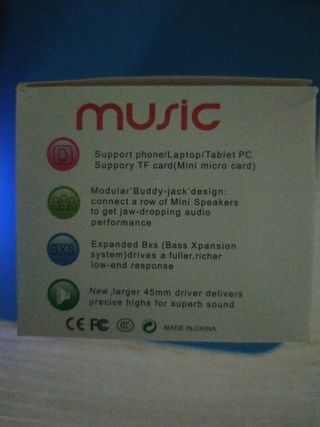 music
Support phone/Laptop/Tablet PC
Suppory TF card(Mini micro card)
Modular"Buddy-jack"design:
connect a row of Mini Speakers
to get jaw-dropping audio
performance
BXS
Expanded Bxs (Bass Xpansion
system)drives a fuller,richer
low-end response
New,larger 45mm driver delivers
precise highs for superb sound
CE FC CCC MADE IN CHINA